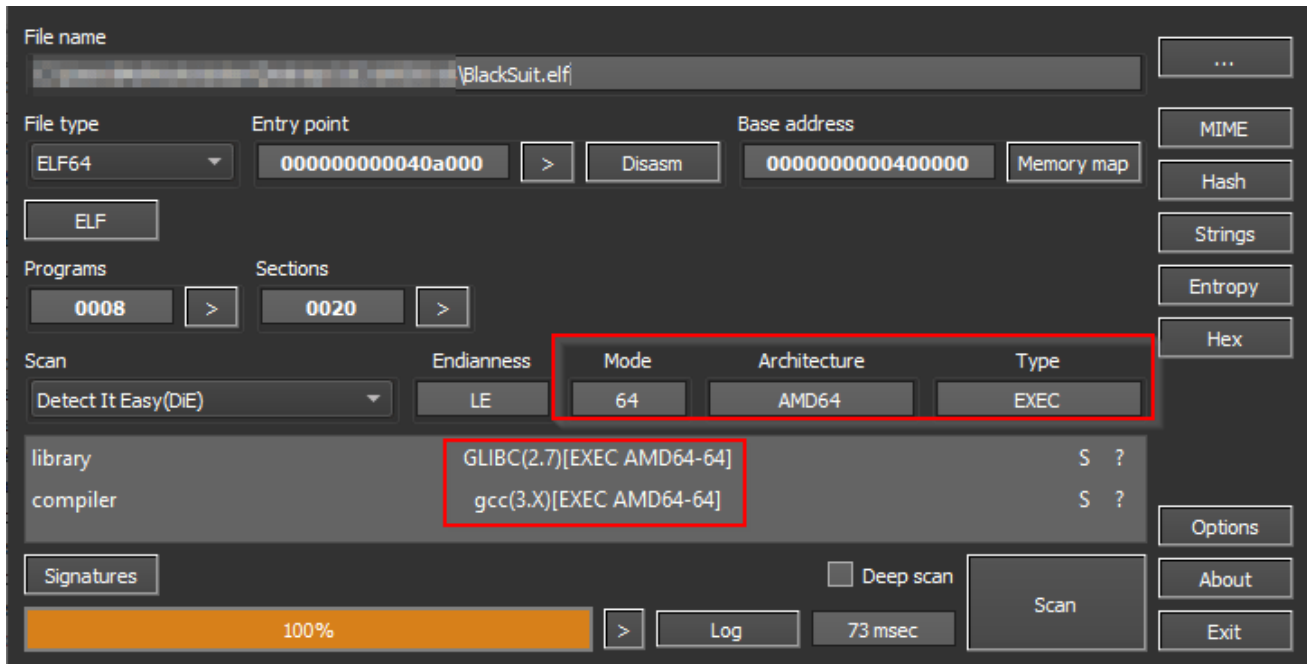 File name
\BlackSuit.elf
...
File type Entry point Base address
MIME
ELF64 000000000040a000 > Disasm 0000000000400000 Memory map
Hash
ELF
Strings
Programs Sections
Entropy
0008 > 0020 >
Hex
Scan Endianness Mode Architecture Type
Detect It Easy(DiE) LE 64 AMD64 EXEC
library GLIBC(2.7)[EXEC AMD64-64] S ?
compiler gcc(3.X)[EXEC AMD64-64] S ?
Options
Signatures Deep scan Scan About
100% > Log 73 msec Exit